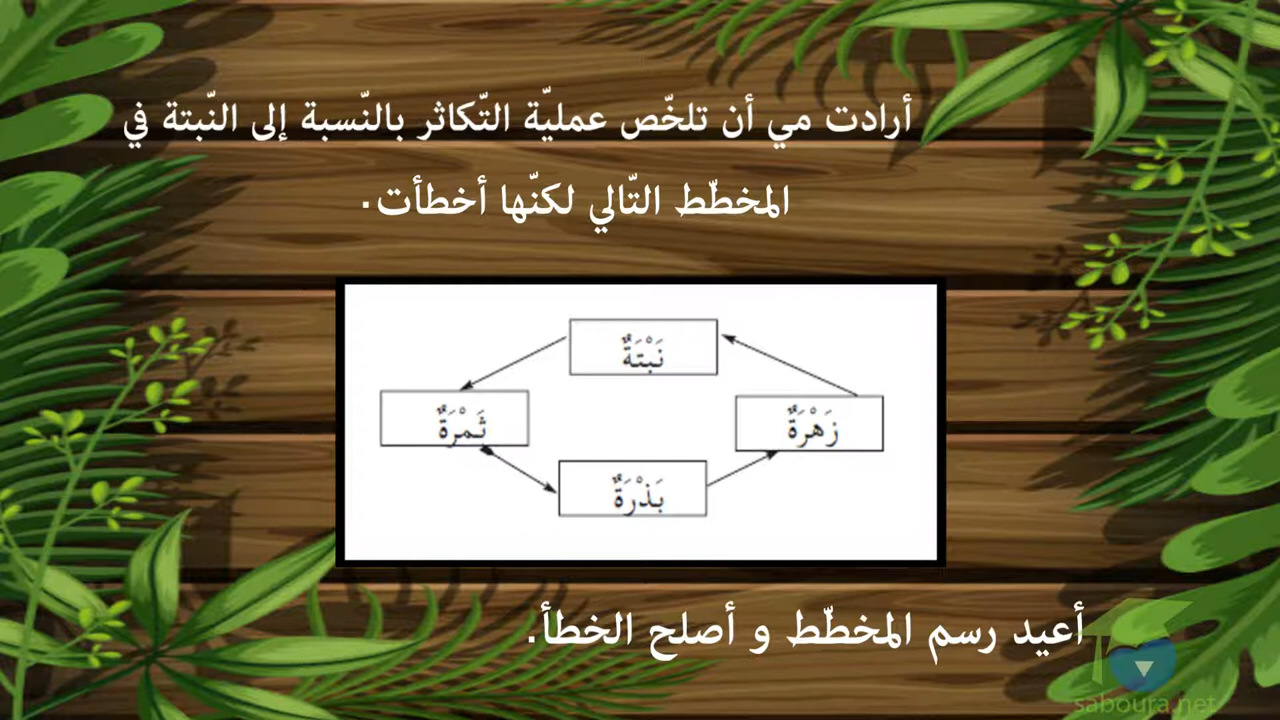 أرادت مي أن تلخّص عمليّة التّكاثر بالنّسبة إلى النّبتة في
المخطّط التّالي لكنّها أخطأت.
نَبْتَةٌ
زَهْرَةٌ
ثَمْرَةٌ
بَذْرَةٌ
أعيد رسم المخطّط و أصلح الخطأ.
saboura.net